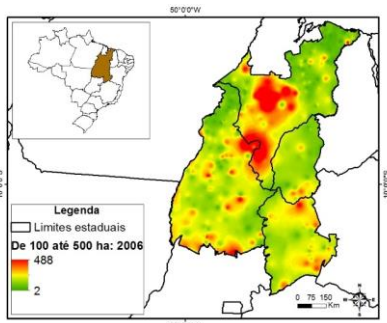 50°0'0"W
Legenda
Limites estaduais
De 100 até 500 ha: 2006
488
2
0 75 150
Km